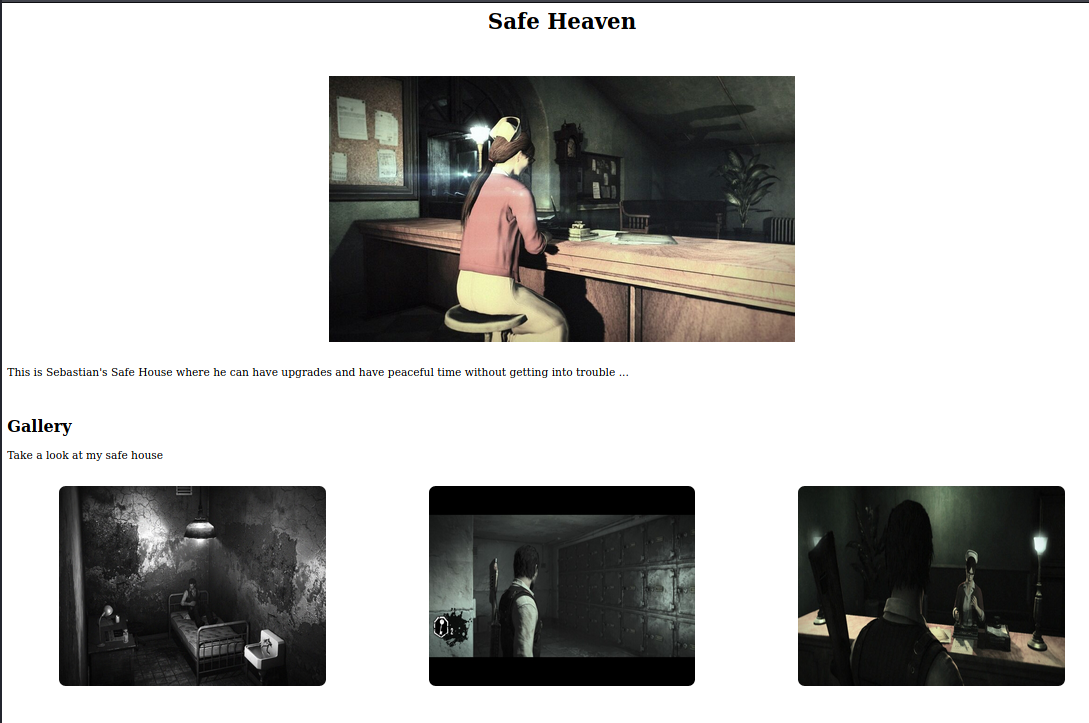 Safe Heaven
This is Sebastian's Safe House where he can have upgrades and have peaceful time without getting into trouble ...
Gallery
Take a look at my safe house